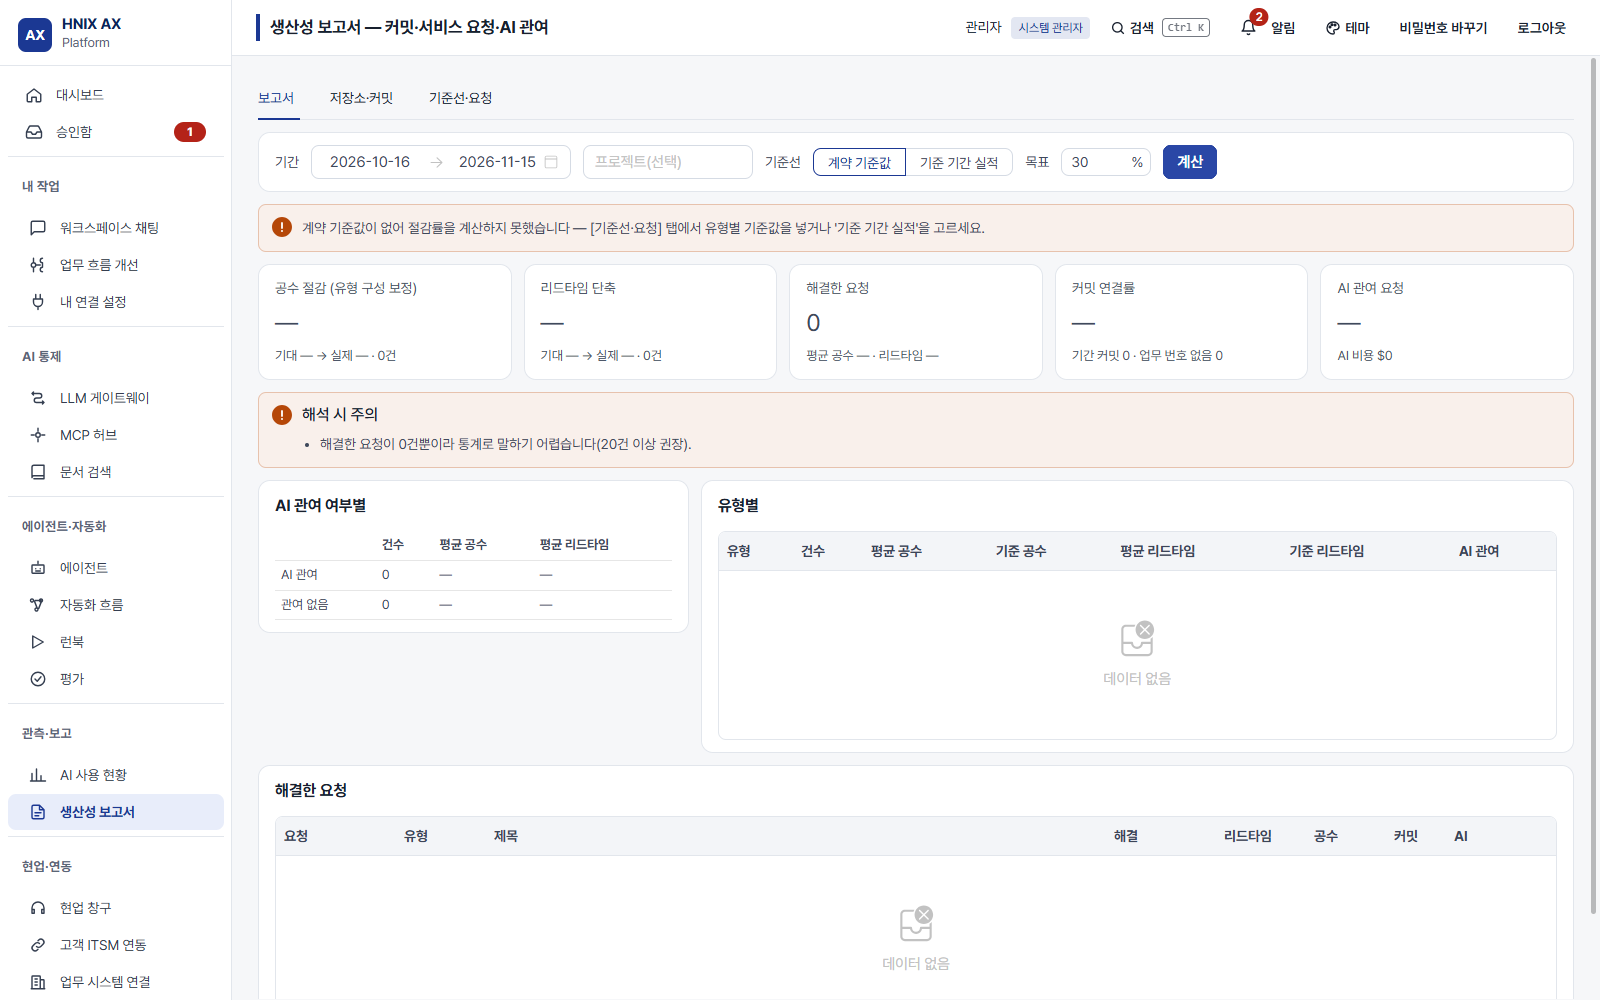 AX
HNIX AX
Platform
생산성 보고서 — 커밋·서비스 요청·AI 관여
관리자
시스템 관리자
검색
Ctrl K
2
알림
테마
비밀번호 바꾸기
로그아웃
대시보드
승인함
1
내 작업
워크스페이스 채팅
업무 흐름 개선
내 연결 설정
AI 통제
LLM 게이트웨이
MCP 허브
문서 검색
에이전트·자동화
에이전트
자동화 흐름
런북
평가
관측·보고
AI 사용 현황
생산성 보고서
현업·연동
현업 창구
고객 ITSM 연동
업무 시스템 연결
보고서
저장소·커밋
기준선·요청
기간
2026-10-16 → 2026-11-15
프로젝트(선택)
기준선
계약 기준값
기준 기간 실적
목표
30 %
계산
계약 기준값이 없어 절감률을 계산하지 못했습니다 — [기준선·요청] 탭에서 유형별 기준값을 넣거나 '기준 기간 실적'을 고르세요.
공수 절감 (유형 구성 보정)
—
기대 — → 실제 — · 0건
리드타임 단축
—
기대 — → 실제 — · 0건
해결한 요청
0
평균 공수 — · 리드타임 —
커밋 연결률
—
기간 커밋 0 · 업무 번호 없음 0
AI 관여 요청
—
AI 비용 $0
해석 시 주의
• 해결한 요청이 0건뿐이라 통계로 말하기 어렵습니다(20건 이상 권장).
AI 관여 여부별
건수 평균 공수 평균 리드타임
AI 관여 0 — —
관여 없음 0 — —
유형별
유형 건수 평균 공수 기준 공수 평균 리드타임 기준 리드타임 AI 관여
데이터 없음
해결한 요청
요청 유형 제목 해결 리드타임 공수 커밋 AI
데이터 없음